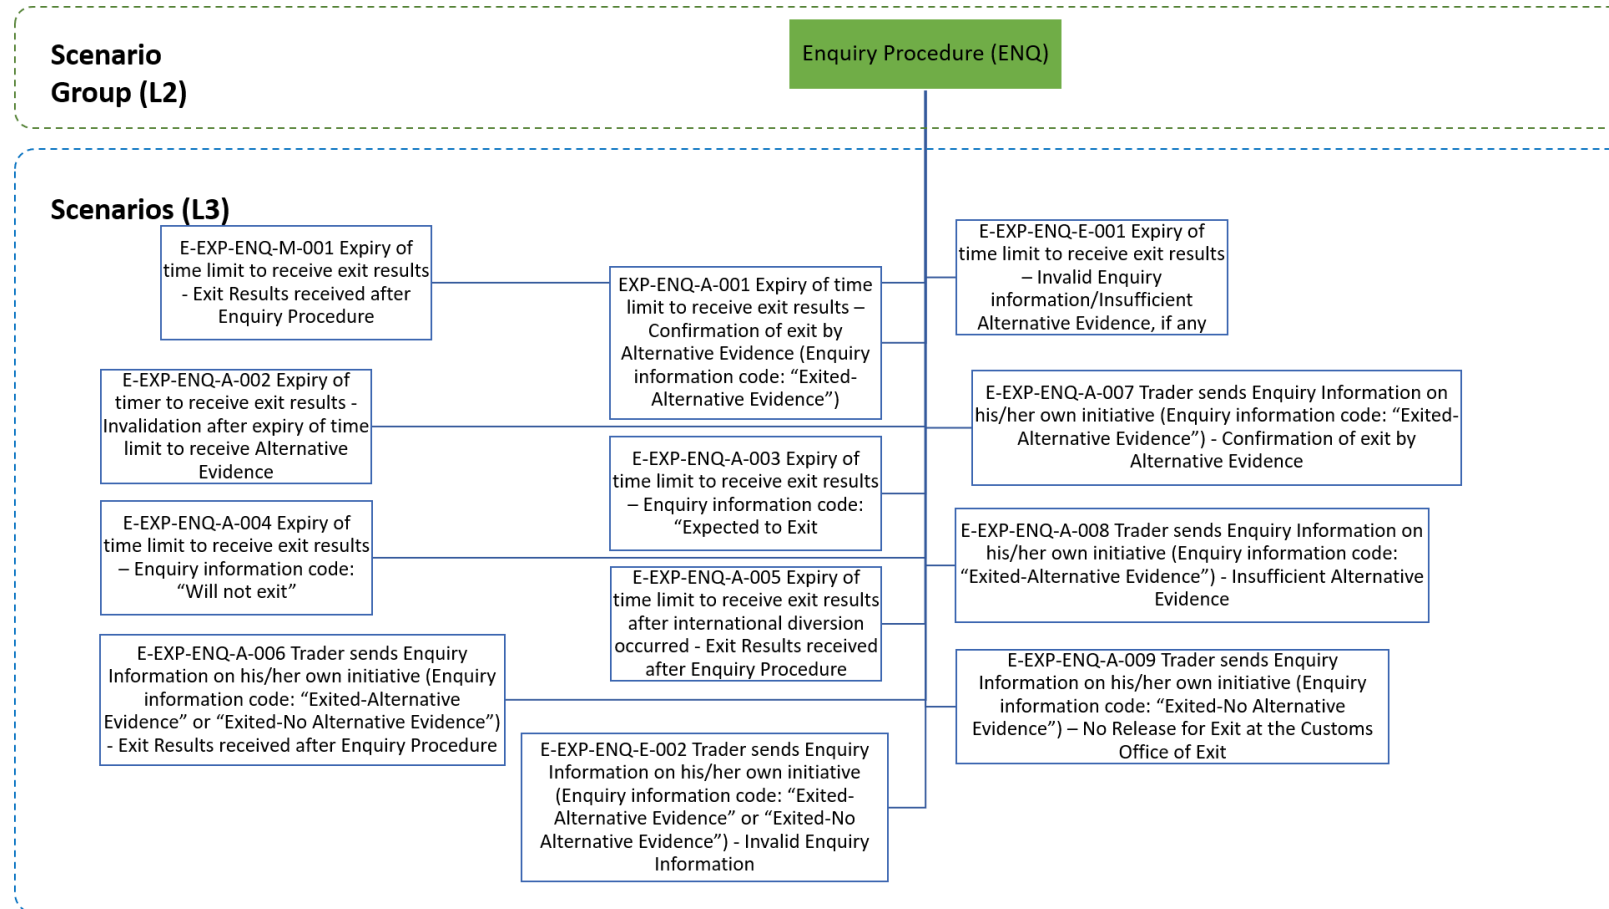 Scenario
Group (L2)
Enquiry Procedure (ENQ)
Scenarios (L3)
E-EXP-ENQ-M-001 Expiry of
time limit to receive exit results
- Exit Results received after
Enquiry Procedure
EXP-ENQ-A-001 Expiry of time
limit to receive exit results –
Confirmation of exit by
Alternative Evidence (Enquiry
information code: “Exited-
Alternative Evidence”)
E-EXP-ENQ-E-001 Expiry of
time limit to receive exit results
– Invalid Enquiry
information/Insufficient
Alternative Evidence, if any
E-EXP-ENQ-A-002 Expiry of
timer to receive exit results -
Invalidation after expiry of time
limit to receive Alternative
Evidence
E-EXP-ENQ-A-007 Trader sends Enquiry Information on
his/her own initiative (Enquiry information code: “Exited-
Alternative Evidence”) - Confirmation of exit by
Alternative Evidence
E-EXP-ENQ-A-003 Expiry of
time limit to receive exit results
– Enquiry information code:
“Expected to Exit
E-EXP-ENQ-A-004 Expiry of
time limit to receive exit results
– Enquiry information code:
“Will not exit”
E-EXP-ENQ-A-008 Trader sends Enquiry Information on
his/her own initiative (Enquiry information code:
“Exited-Alternative Evidence”) - Insufficient Alternative
Evidence
E-EXP-ENQ-A-005 Expiry of
time limit to receive exit results
after international diversion
occurred - Exit Results received
after Enquiry Procedure
E-EXP-ENQ-A-006 Trader sends Enquiry
Information on his/her own initiative (Enquiry
information code: “Exited-Alternative
Evidence” or “Exited-No Alternative Evidence”)
- Exit Results received after Enquiry Procedure
E-EXP-ENQ-A-009 Trader sends Enquiry
Information on his/her own initiative (Enquiry
information code: “Exited-No Alternative
Evidence”) – No Release for Exit at the Customs
Office of Exit
E-EXP-ENQ-E-002 Trader sends Enquiry
Information on his/her own initiative
(Enquiry information code: “Exited-
Alternative Evidence” or “Exited-No
Alternative Evidence”) - Invalid Enquiry
Information